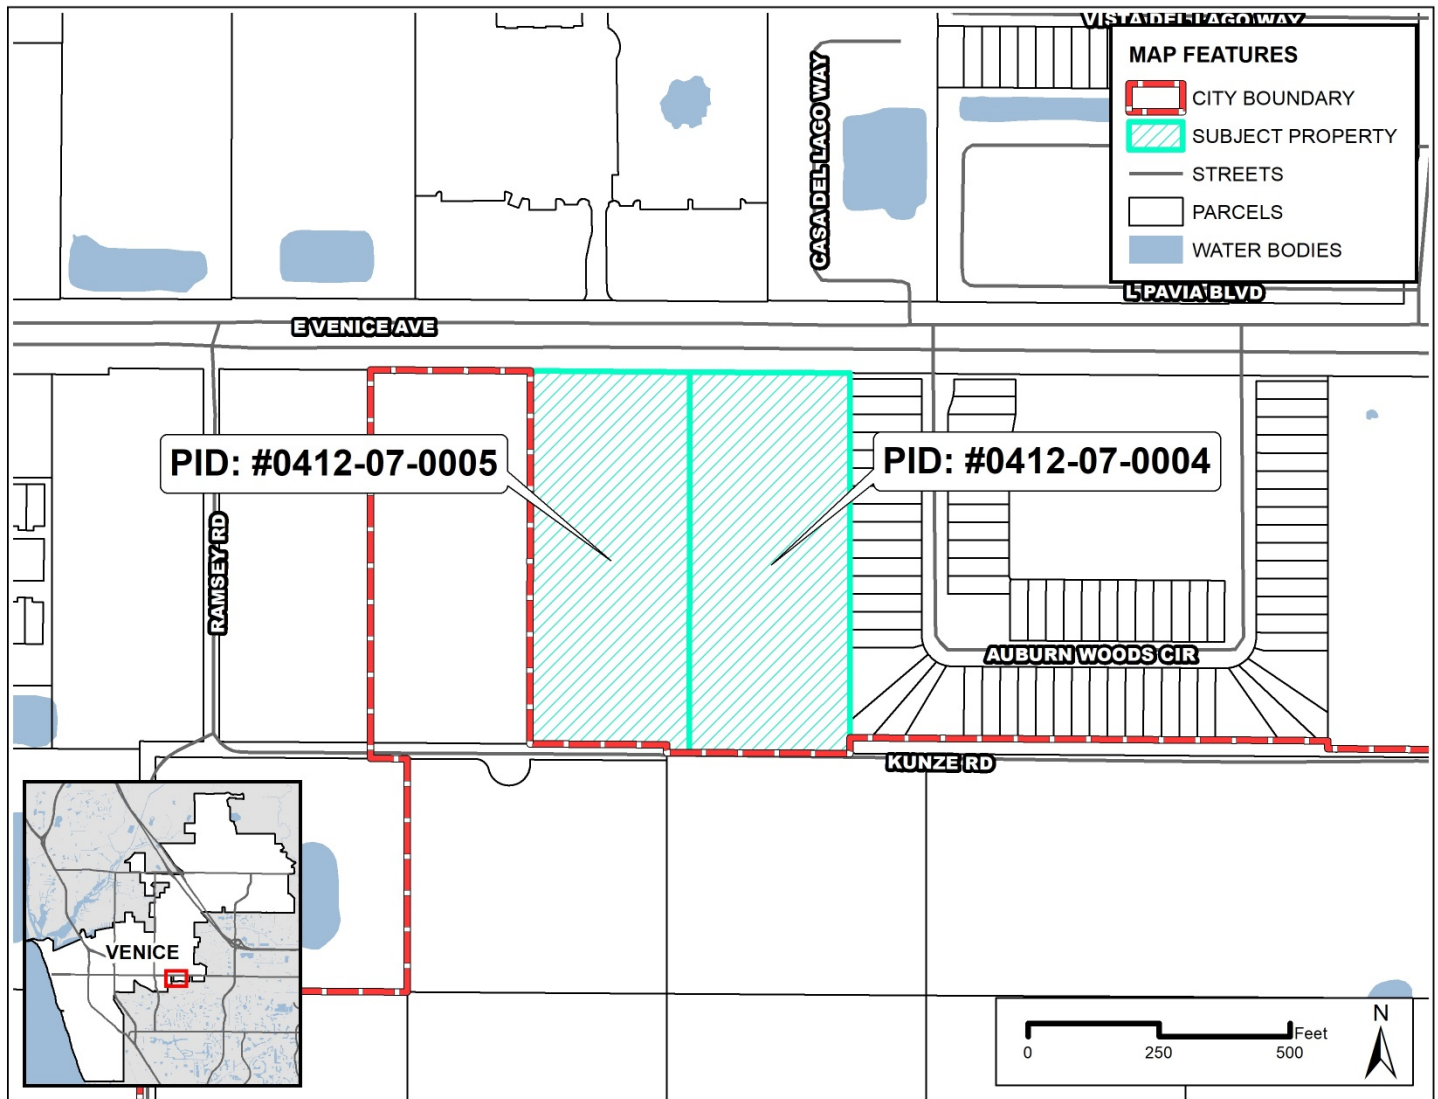 VISTA DEL LAGO WAY
MAP FEATURES
CITY BOUNDARY
SUBJECT PROPERTY
STREETS
PARCELS
WATER BODIES
CASA DEL LAGO WAY
L PAVIA BLVD
E VENICE AVE
PID: #0412-07-0005
PID: #0412-07-0004
RAMSEY RD
AUBURN WOODS CIR
KUNZE RD
VENICE
N
Feet
0 250 500